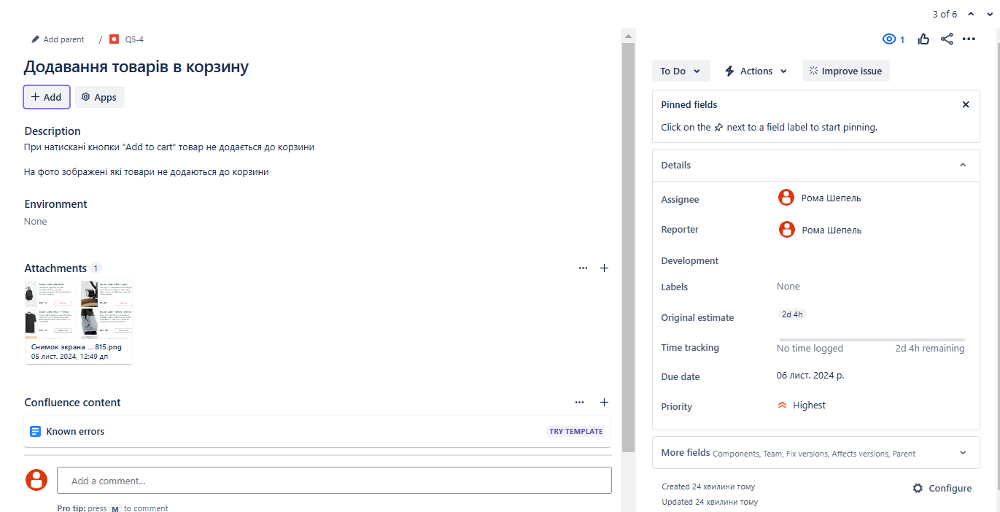 3 of 6
Add parent / Q5-4
1
Додавання товарів в корзину
Add Apps
To Do Actions Improve issue
Description
При натискані кнопки “Add to cart” товар не додається до корзини
На фото зображені які товари не додаються до корзини
Environment
None
Attachments 1
Снимок экрана ... 815.png
05 лист. 2024, 12:49 дп
Confluence content
Known errors TRY TEMPLATE
Add a comment...
Pro tip: press M to comment
Pinned fields
Click on the next to a field label to start pinning.
Details
Assignee Рома Шепель
Reporter Рома Шепель
Development
Labels None
Original estimate 2d 4h
Time tracking No time logged 2d 4h remaining
Due date 06 лист. 2024 р.
Priority Highest
More fields Components, Team, Fix versions, Affects versions, Parent
Created 24 хвилини тому
Updated 24 хвилини тому
Configure